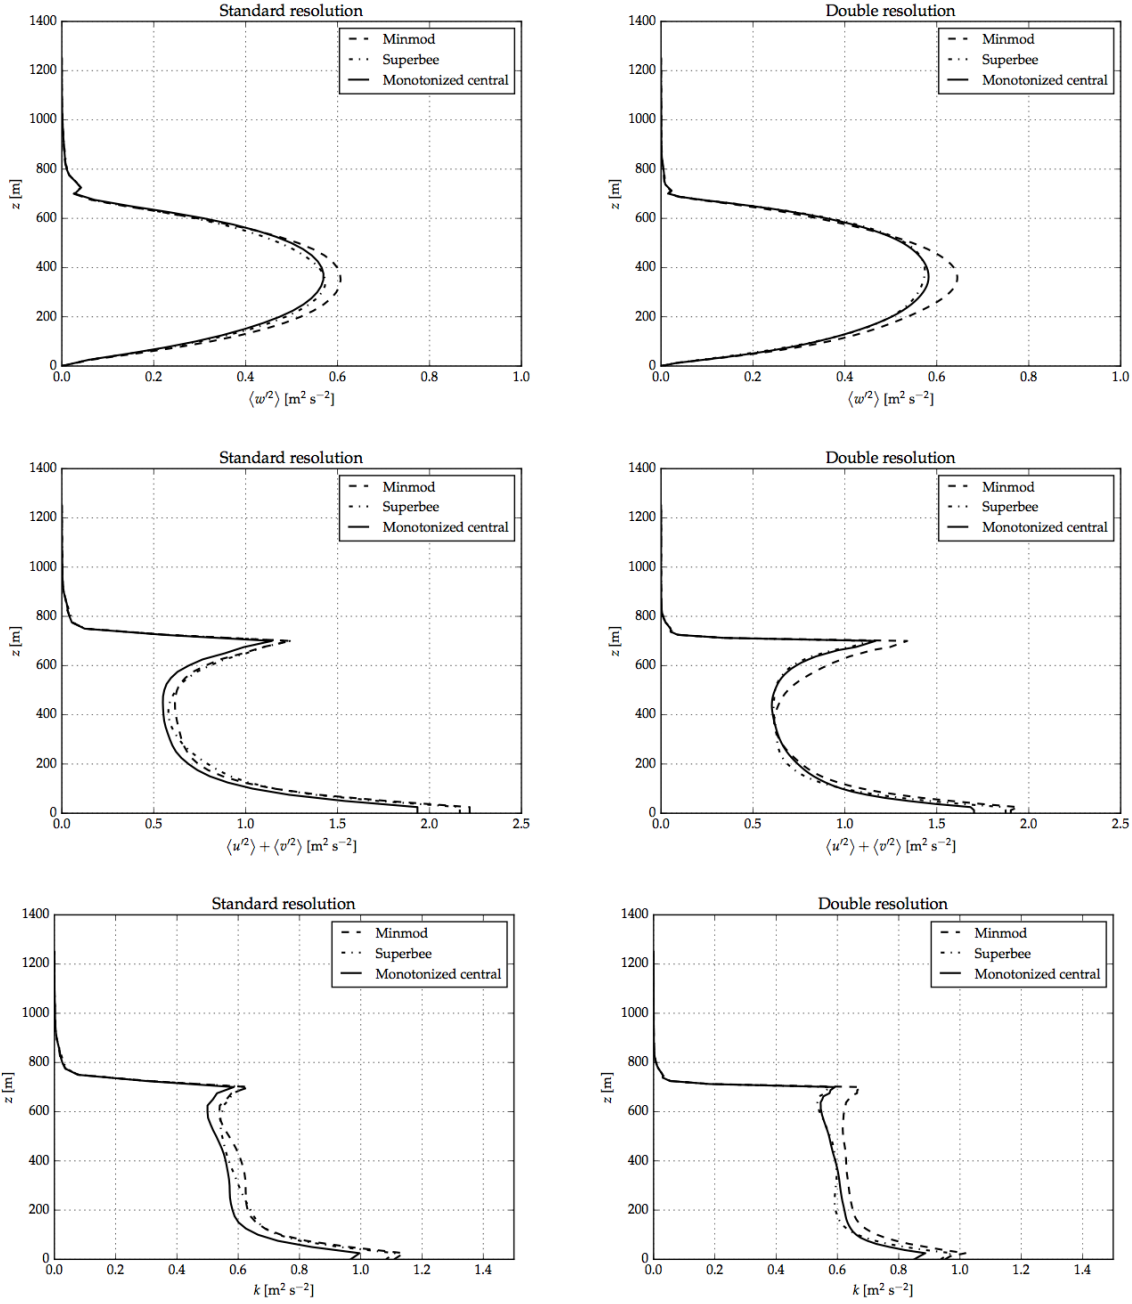 Standard resolution
1400
1200
1000
800
600
400
200
0
z [m]
Minmod
Superbee
Monotonized central
0.0 0.2 0.4 0.6 0.8 1.0
⟨w′²⟩ [m² s⁻²]
Double resolution
1400
1200
1000
800
600
400
200
0
z [m]
Minmod
Superbee
Monotonized central
0.0 0.2 0.4 0.6 0.8 1.0
⟨w′²⟩ [m² s⁻²]
Standard resolution
1400
1200
1000
800
600
400
200
0
z [m]
Minmod
Superbee
Monotonized central
0.0 0.5 1.0 1.5 2.0 2.5
⟨u′²⟩ + ⟨v′²⟩ [m² s⁻²]
Double resolution
1400
1200
1000
800
600
400
200
0
z [m]
Minmod
Superbee
Monotonized central
0.0 0.5 1.0 1.5 2.0 2.5
⟨u′²⟩ + ⟨v′²⟩ [m² s⁻²]
Standard resolution
1400
1200
1000
800
600
400
200
0
z [m]
Minmod
Superbee
Monotonized central
0.0 0.2 0.4 0.6 0.8 1.0 1.2 1.4
k [m² s⁻²]
Double resolution
1400
1200
1000
800
600
400
200
0
z [m]
Minmod
Superbee
Monotonized central
0.0 0.2 0.4 0.6 0.8 1.0 1.2 1.4
k [m² s⁻²]